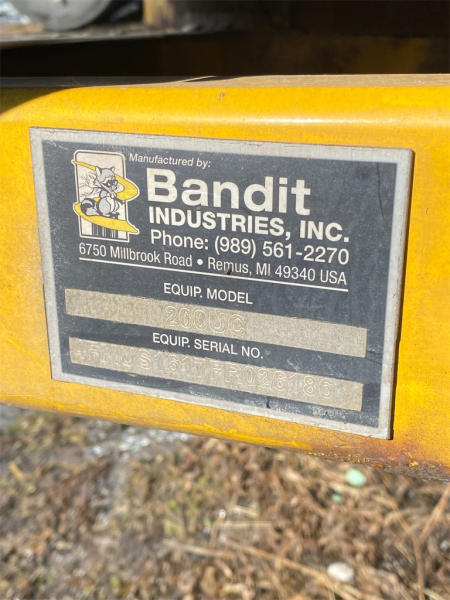 Manufactured by:
Bandit
INDUSTRIES, INC.
Phone: (989) 561-2270
6750 Millbrook Road • Remus, MI 49340 USA
EQUIP. MODEL
280UC
EQUIP. SERIAL NO.